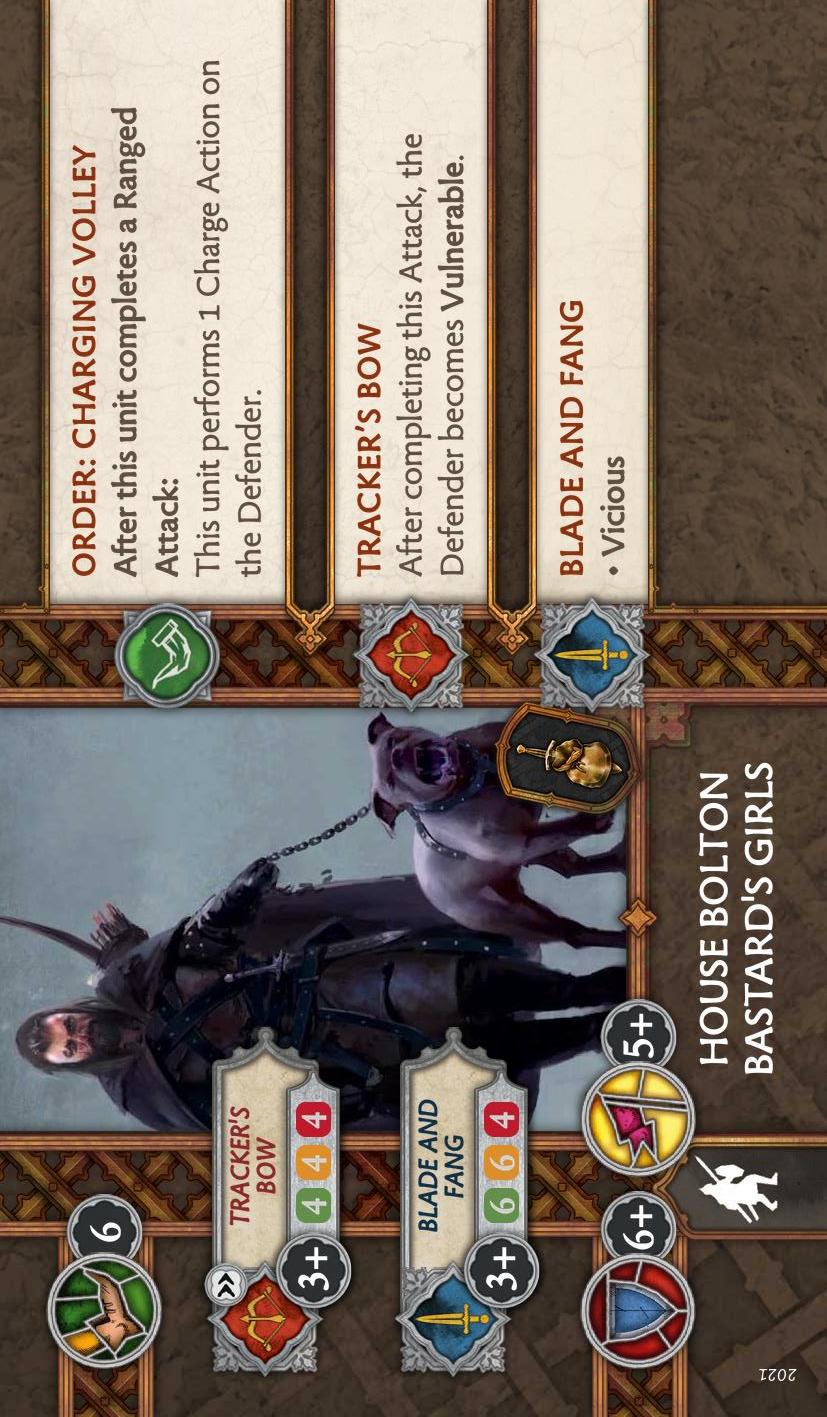 6
TRACKER'S
BOW
3+
4 4 4
BLADE AND
FANG
3+
6 6 4
6+
5+
HOUSE BOLTON
BASTARD'S GIRLS
ORDER: CHARGING VOLLEY
After this unit completes a Ranged
Attack:
This unit performs 1 Charge Action on
the Defender.
TRACKER'S BOW
After completing this Attack, the
Defender becomes Vulnerable.
BLADE AND FANG
• Vicious
2021